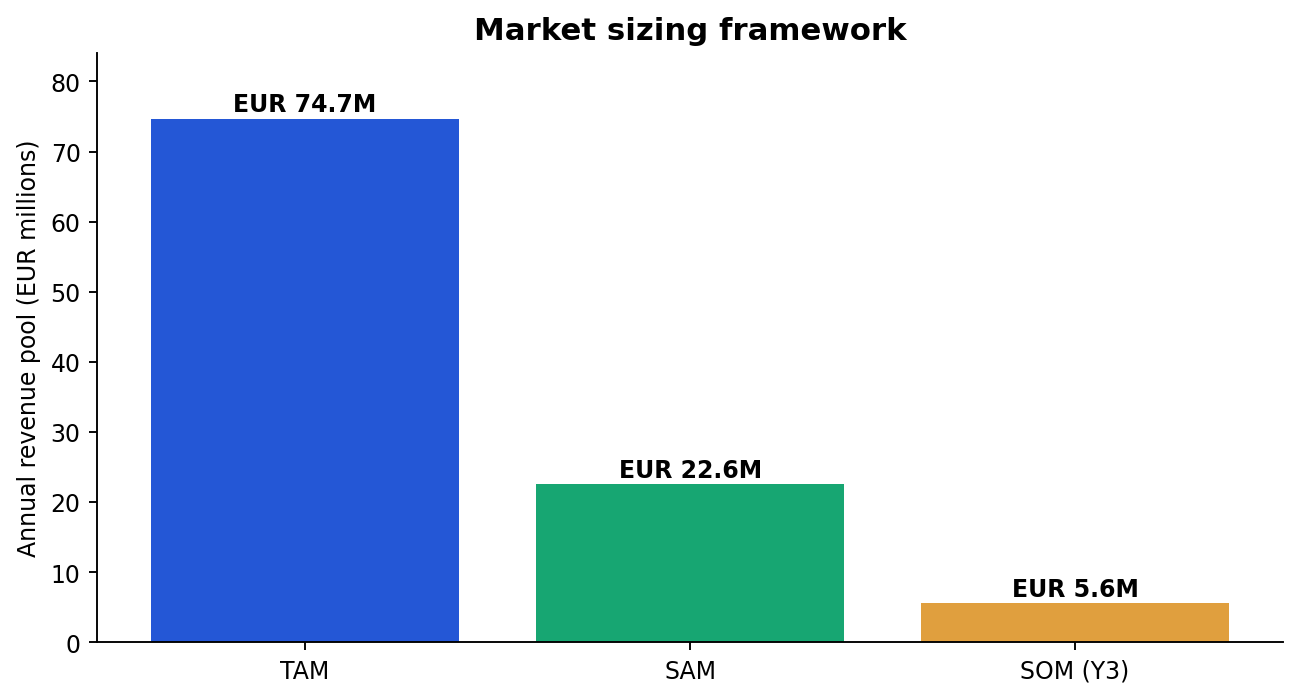 Market sizing framework
Annual revenue pool (EUR millions)
80
70
60
50
40
30
20
10
0
EUR 74.7M
EUR 22.6M
EUR 5.6M
TAM
SAM
SOM (Y3)